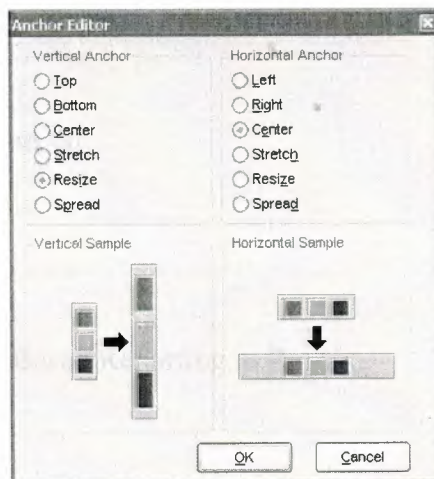 Anchor Editor
Vertical Anchor
Top
Bottom
Center
Stretch
Resize
Spread
Horizontal Anchor
Left
Right
Center
Stretch
Resize
Spread
Vertical Sample
Horizontal Sample
OK
Cancel